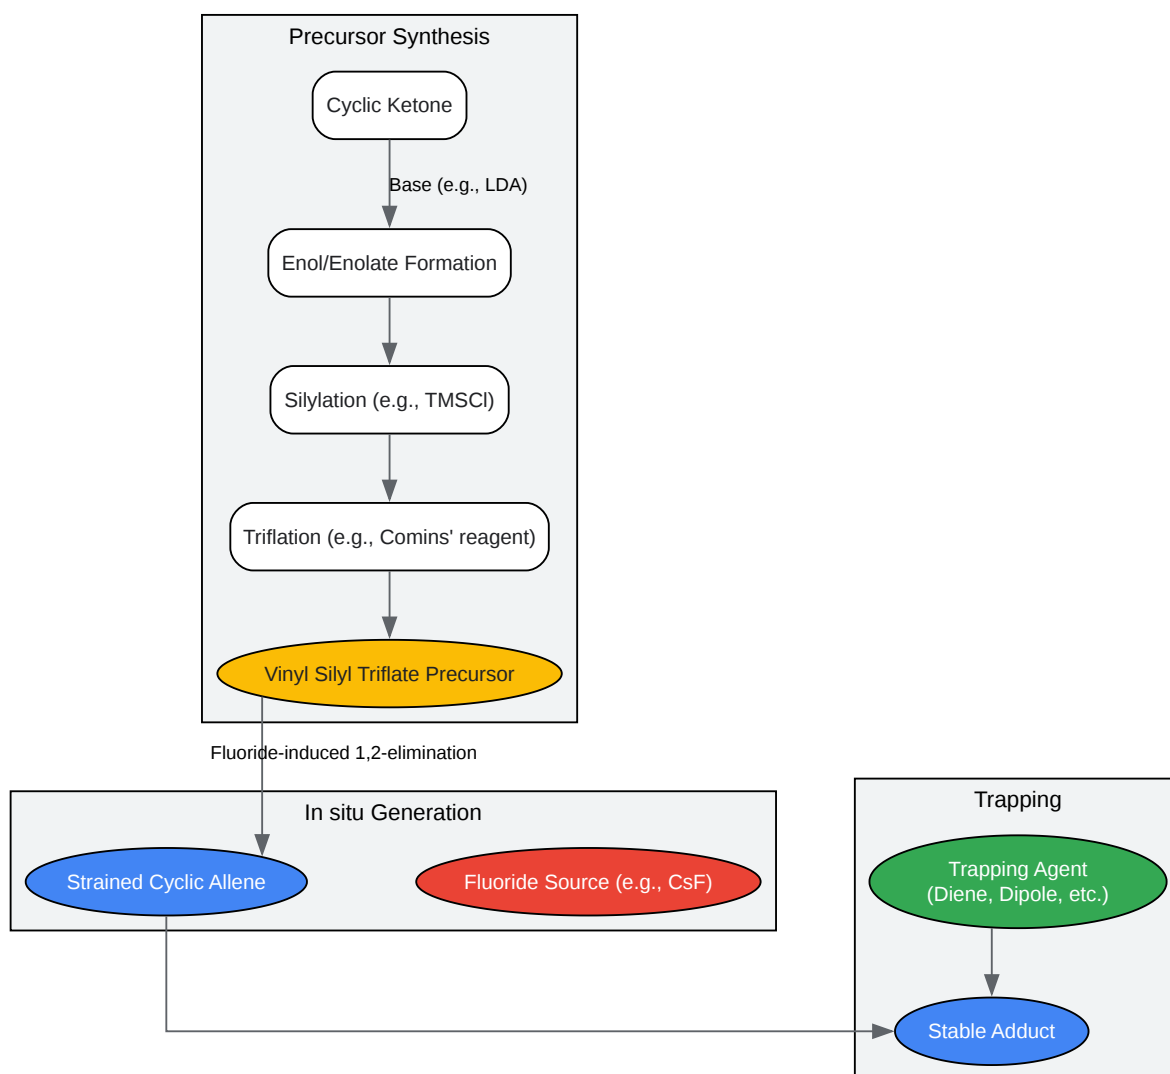 Precursor Synthesis
Cyclic Ketone
Base (e.g., LDA)
Enol/Enolate Formation
Silylation (e.g., TMSCl)
Triflation (e.g., Comins' reagent)
Vinyl Silyl Triflate Precursor
Fluoride-induced 1,2-elimination
In situ Generation
Strained Cyclic Allene
Fluoride Source (e.g., CsF)
Trapping
Trapping Agent
(Diene, Dipole, etc.)
Stable Adduct